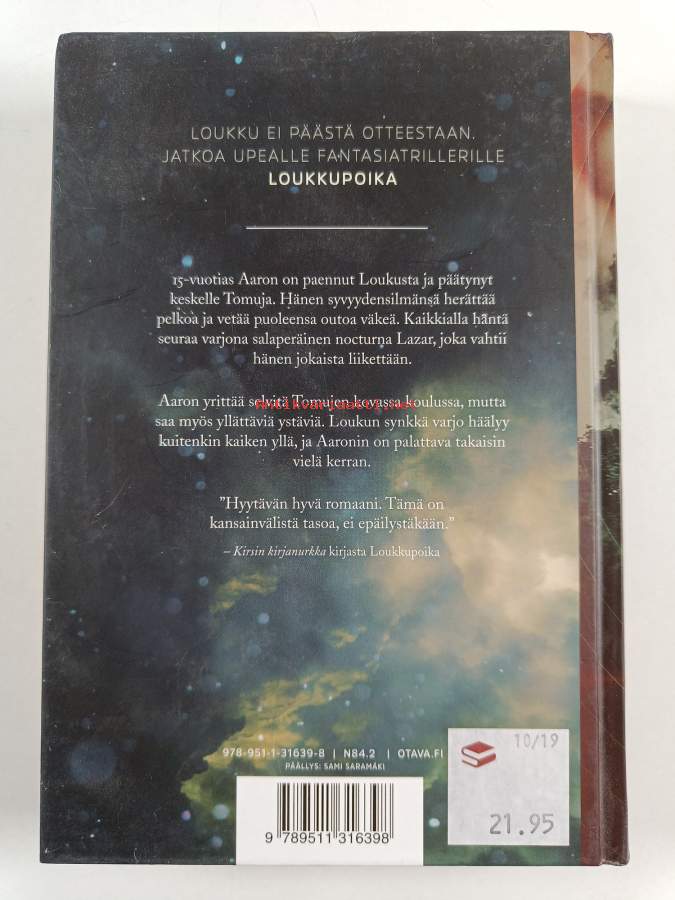 LOUKKU EI PÄÄSTÄ OTTEESTAAN.
JATKOA UPEALLE FANTASIATRILLERILLE
LOUKKUPOIKA
15-vuotias Aaron on paennut Loukusta ja päätynyt
keskelle Tomuja. Hänen syvyydensilmänsä herättää
pelkoa ja vetää puoleensa outoa väkeä. Kaikkialla häntä
seuraa varjona salaperäinen nocturna Lazar, joka vahtii
hänen jokaista liikettään.
Aaron yrittää selvitä Tomujen kovassa koulussa, mutta
antikvariaatti.net
saa myös yllättäviä ystäviä. Loukun synkkä varjo häälyy
kuitenkin kaiken yllä, ja Aaronin on palattava takaisin
vielä kerran.
”Hyytävän hyvä romaani. Tämä on
kansainvälistä tasoa, ei epäilystäkään.”
– Kirsin kirjanurkka kirjasta Loukkupoika
978-951-1-31639-8 | N84.2 | OTAVA.FI
PÄÄLLYS: SAMI SARAMÄKI
9 789511 316398
10/19
21.95